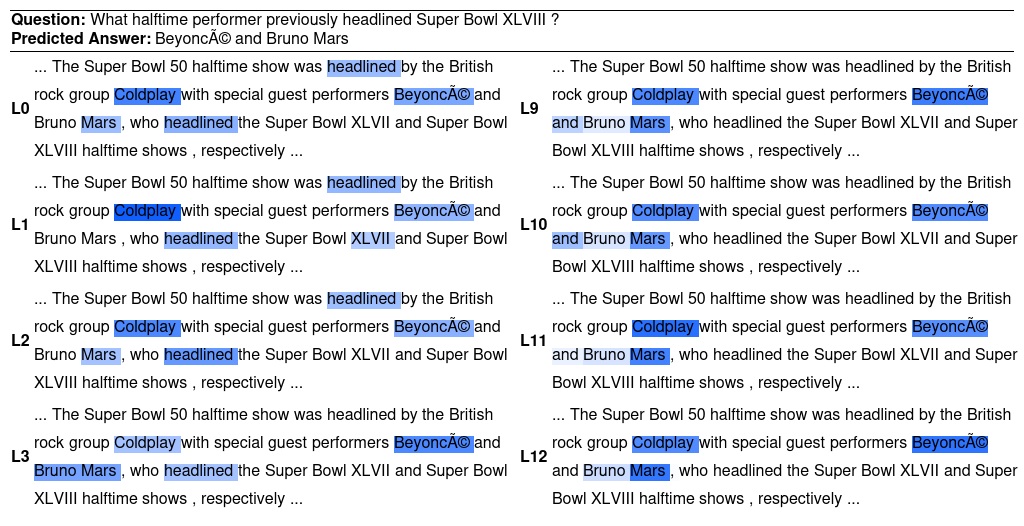 Question: What halftime performer previously headlined Super Bowl XLVIII ?
Predicted Answer: BeyoncÃ© and Bruno Mars
L0
... The Super Bowl 50 halftime show was headlined by the British
rock group Coldplay with special guest performers BeyoncÃ© and
Bruno Mars , who headlined the Super Bowl XLVII and Super Bowl
XLVIII halftime shows , respectively ...
L1
... The Super Bowl 50 halftime show was headlined by the British
rock group Coldplay with special guest performers BeyoncÃ© and
Bruno Mars , who headlined the Super Bowl XLVII and Super Bowl
XLVIII halftime shows , respectively ...
L2
... The Super Bowl 50 halftime show was headlined by the British
rock group Coldplay with special guest performers BeyoncÃ© and
Bruno Mars , who headlined the Super Bowl XLVII and Super Bowl
XLVIII halftime shows , respectively ...
L3
... The Super Bowl 50 halftime show was headlined by the British
rock group Coldplay with special guest performers BeyoncÃ© and
Bruno Mars , who headlined the Super Bowl XLVII and Super Bowl
XLVIII halftime shows , respectively ...
L9
... The Super Bowl 50 halftime show was headlined by the British
rock group Coldplay with special guest performers BeyoncÃ©
and Bruno Mars , who headlined the Super Bowl XLVII and Super
Bowl XLVIII halftime shows , respectively ...
L10
... The Super Bowl 50 halftime show was headlined by the British
rock group Coldplay with special guest performers BeyoncÃ©
and Bruno Mars , who headlined the Super Bowl XLVII and Super
Bowl XLVIII halftime shows , respectively ...
L11
... The Super Bowl 50 halftime show was headlined by the British
rock group Coldplay with special guest performers BeyoncÃ©
and Bruno Mars , who headlined the Super Bowl XLVII and Super
Bowl XLVIII halftime shows , respectively ...
L12
... The Super Bowl 50 halftime show was headlined by the British
rock group Coldplay with special guest performers BeyoncÃ©
and Bruno Mars , who headlined the Super Bowl XLVII and Super
Bowl XLVIII halftime shows , respectively ...